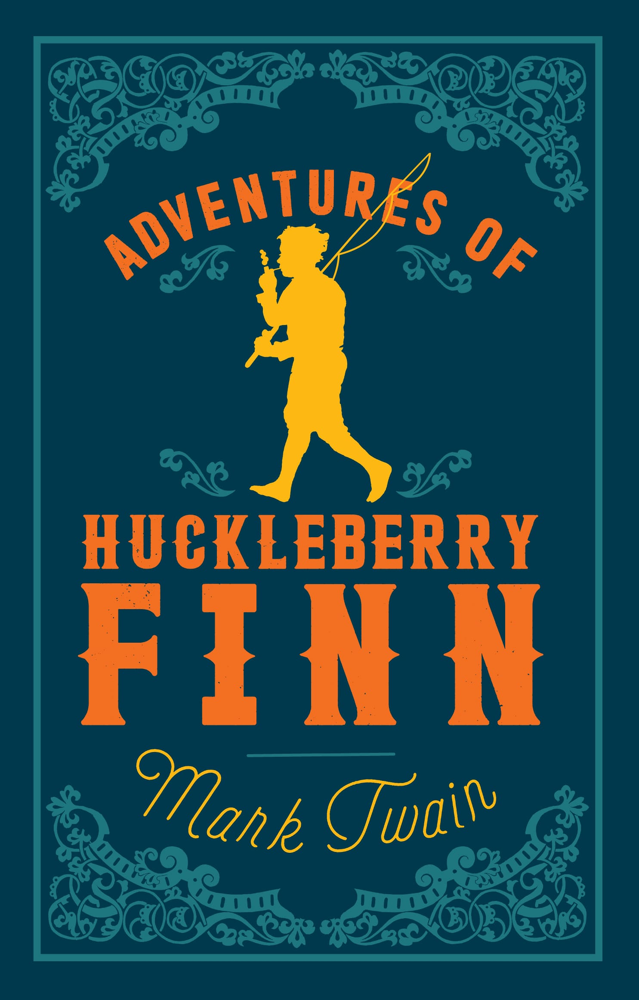 ADVENTURES OF
HUCKLEBERRY
FINN
Mark Twain